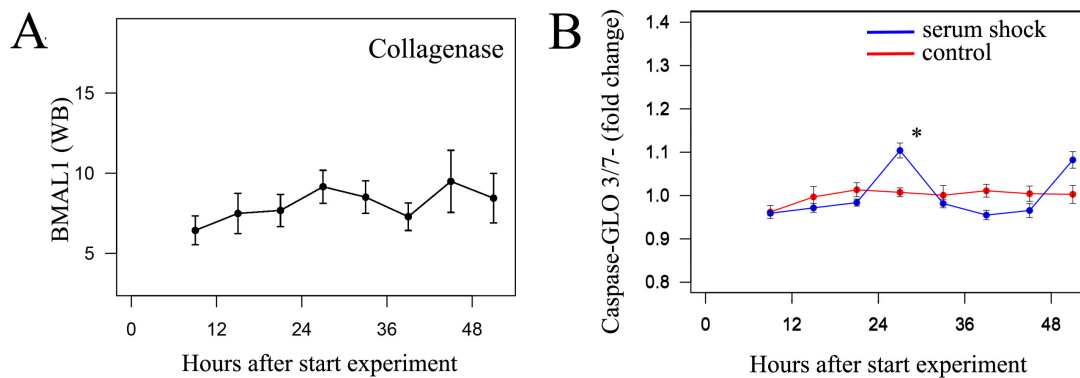 A
Collagenase
BMAL1 (WB)
15
10
5
0
12
24
36
48
Hours after start experiment
B
serum shock
control
Caspase-GLO 3/7- (fold change)
1.4
1.3
1.2
1.1
1.0
0.9
0.8
*
0
12
24
36
48
Hours after start experiment